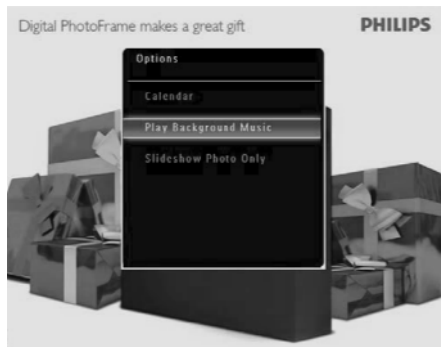 Digital PhotoFrame makes a great gift
PHILIPS
Options
Calendar
Play Background Music
Slideshow Photo Only